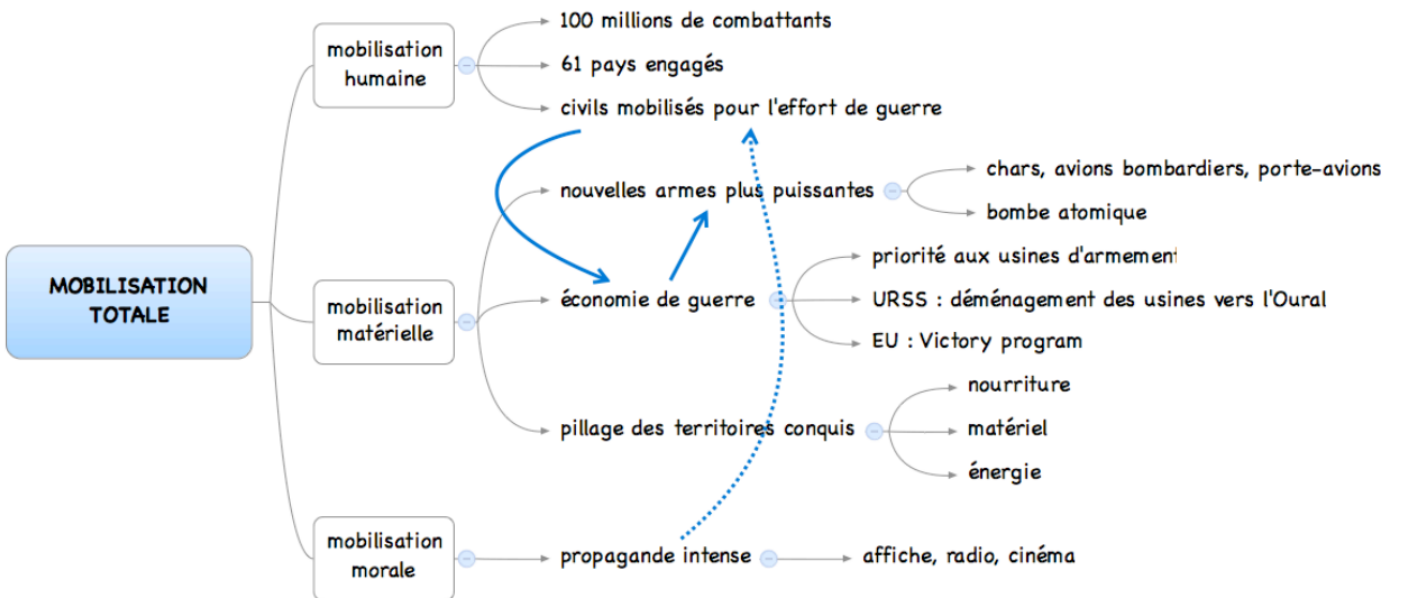 MOBILISATION
TOTALE
mobilisation
humaine
100 millions de combattants
61 pays engagés
civils mobilisés pour l'effort de guerre
mobilisation
matérielle
nouvelles armes plus puissantes
chars, avions bombardiers, porte-avions
bombe atomique
économie de guerre
priorité aux usines d'armement
URSS : déménagement des usines vers l'Oural
EU : Victory program
pillage des territoires conquis
nourriture
matériel
énergie
mobilisation
morale
propagande intense
affiche, radio, cinéma